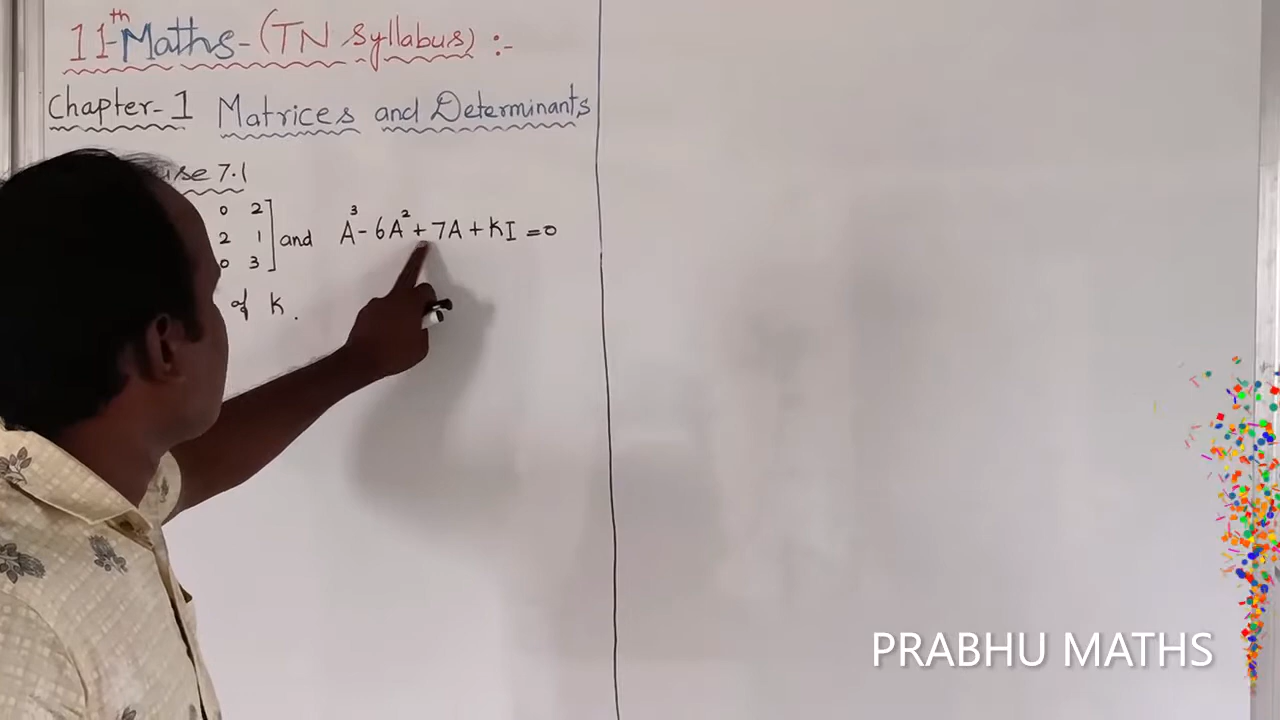 11th Maths - (TN Syllabus) :-
Chapter-1 Matrices and Determinants
7.1
0 2
2 1
0 3
] and A³ - 6A² + 7A + KI = 0
of K.
PRABHU MATHS